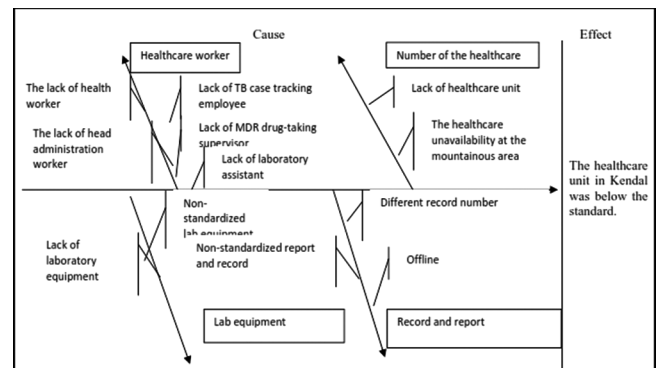 Cause
Effect
Healthcare worker
Number of the healthcare
The lack of health
worker
Lack of TB case tracking
employee
Lack of healthcare unit
The lack of head
administration
worker
Lack of MDR drug-taking
supervisor
Lack of laboratory
assistant
The healthcare
unavailability at the
mountainous area
The healthcare
unit in Kendal
was below the
standard.
Non-
standardized
lab equipment
Different record number
Lack of
laboratory
equipment
Non-standardized report
and record
Offline
Lab equipment
Record and report